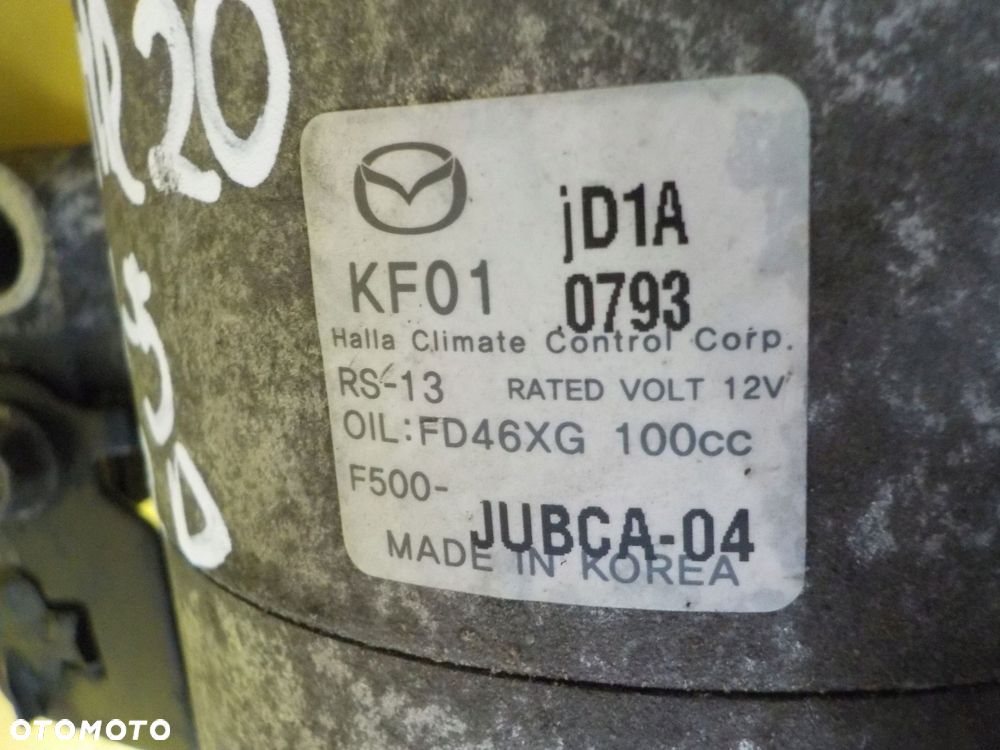 20
jD1A
KF01 0793
Halla Climate Control Corp.
RS-13 RATED VOLT 12V
OIL:FD46XG 100cc
F500-
JUBCA-04
MADE IN KOREA
OTOMOTO